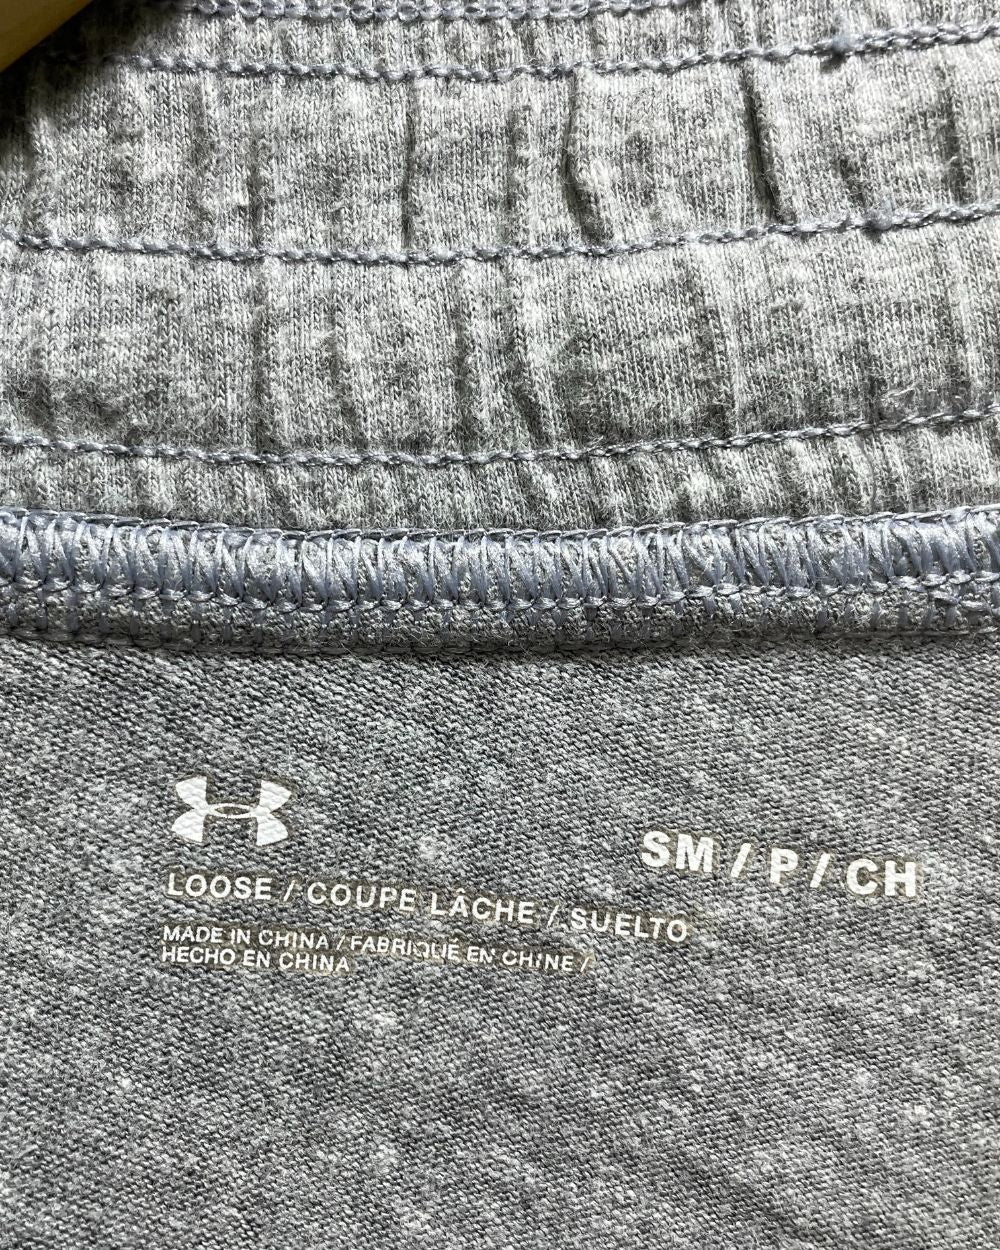 SM / P / CH
LOOSE / COUPE LÂCHE / SUELTO
MADE IN CHINA / FABRIQUÉ EN CHINE /
HECHO EN CHINA